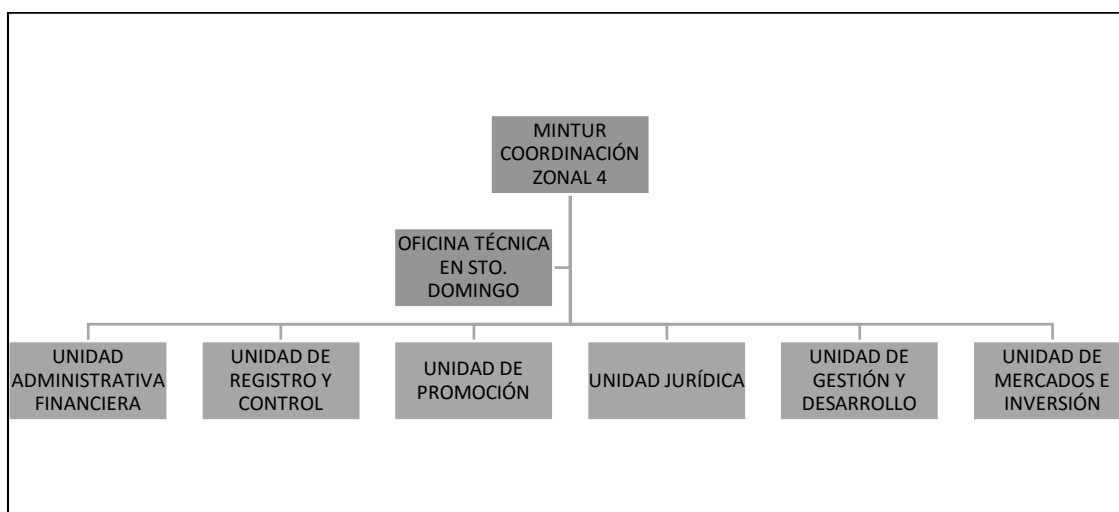 MINTUR
COORDINACIÓN
ZONAL 4
OFICINA TÉCNICA
EN STO.
DOMINGO
UNIDAD
ADMINISTRATIVA
FINANCIERA
UNIDAD DE
REGISTRO Y
CONTROL
UNIDAD DE
PROMOCIÓN
UNIDAD JURÍDICA
UNIDAD DE
GESTIÓN Y
DESARROLLO
UNIDAD DE
MERCADOS E
INVERSIÓN